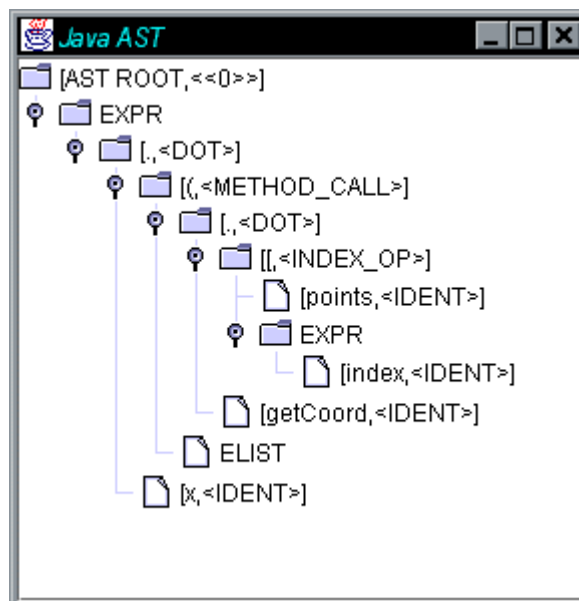 Java AST
[AST ROOT,<<0>>]
EXPR
[.,<DOT>]
[(,<METHOD_CALL>]
[.,<DOT>]
[[,<INDEX_OP>]
[points,<IDENT>]
EXPR
[index,<IDENT>]
[getCoord,<IDENT>]
ELIST
[x,<IDENT>]